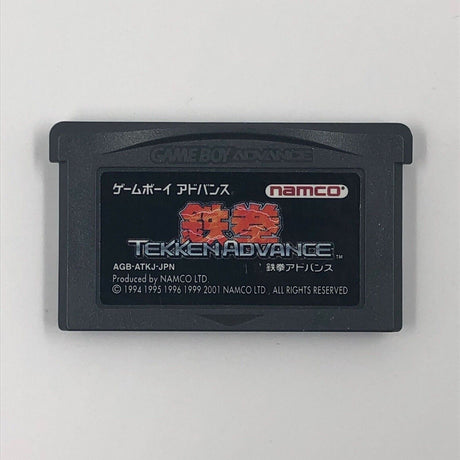 GAME BOY ADVANCE
ゲームボーイ アドバンス namco®
鉄拳
TEKKEN ADVANCE™
AGB-ATKJ-JPN 鉄拳アドバンス
Produced by NAMCO LTD.
© 1994 1995 1996 1999 2001 NAMCO LTD., ALL RIGHTS RESERVED